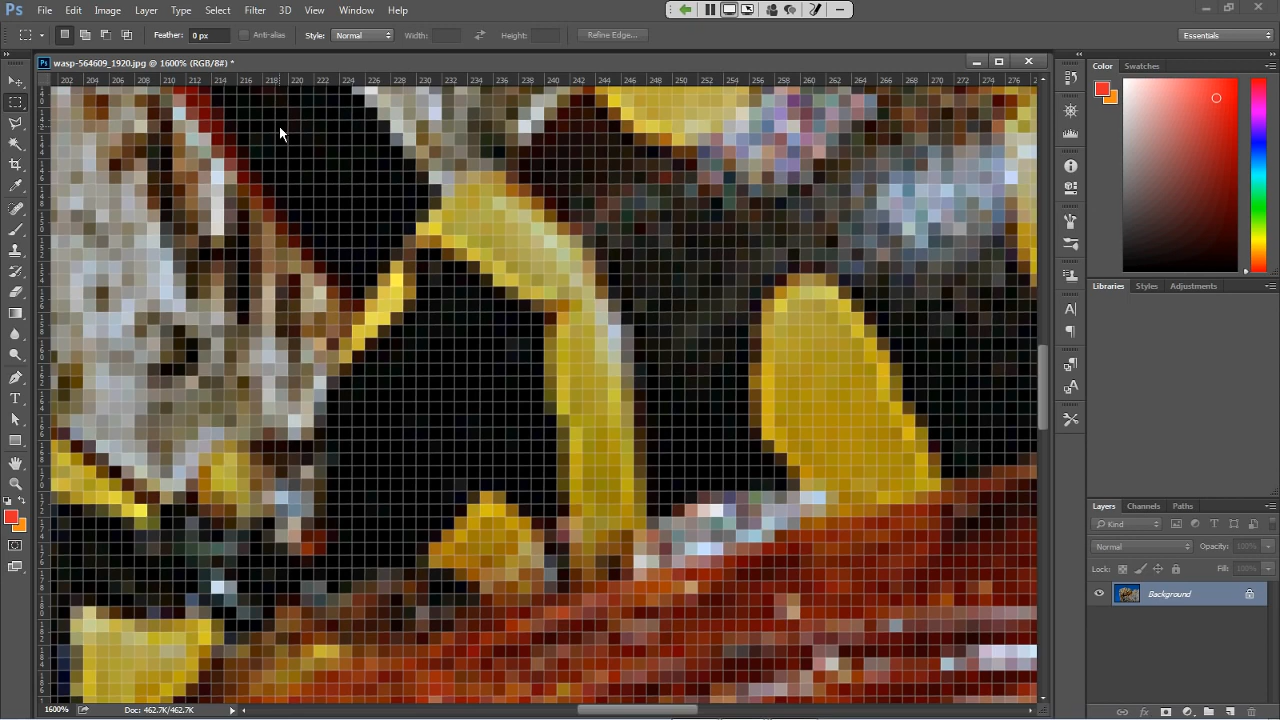 Ps File Edit Image Layer Type Select Filter 3D View Window Help
Feather: 0 px Anti-alias Style: Normal Width: Height: Refine Edge... Essentials
Ps wasp-564609_1920.jpg @ 1600% (RGB/8#) *
202 204 206 208 210 212 214 216 218 220 222 224 226 228 230 232 234 236 238 240 242 244 246 248 250 252 254 256 258 260 262 264 266 268 270 272 274 276
Color Swatches
Libraries Styles Adjustments
Layers Channels Paths
Kind
Normal Opacity: 100%
Lock: Fill: 100%
Background
fx
1600% Doc: 462.7K/462.7K